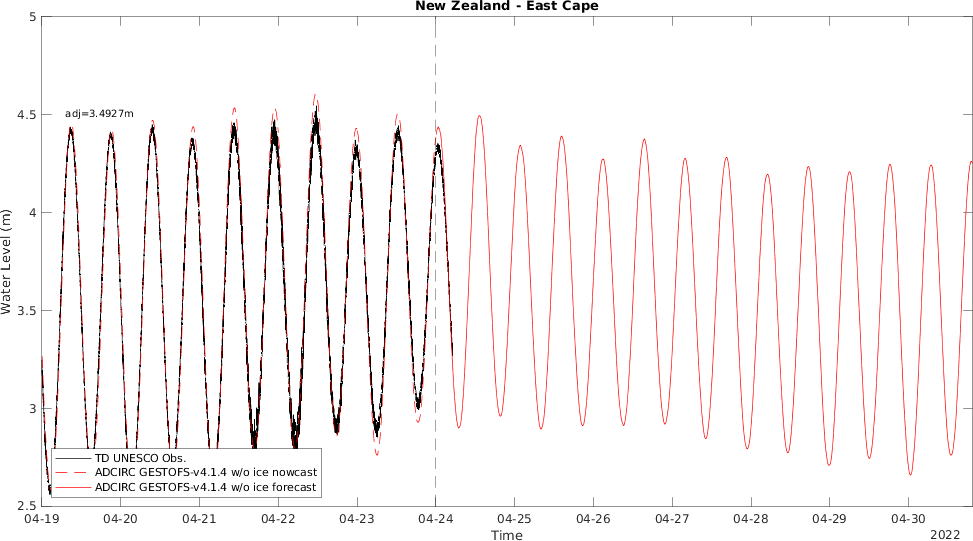 New Zealand - East Cape
5
4.5
4
3.5
3
2.5
Water Level (m)
adj=3.4927m
TD UNESCO Obs.
ADCIRC GESTOFS-v4.1.4 w/o ice nowcast
ADCIRC GESTOFS-v4.1.4 w/o ice forecast
04-19 04-20 04-21 04-22 04-23 04-24 04-25 04-26 04-27 04-28 04-29 04-30
2022
Time